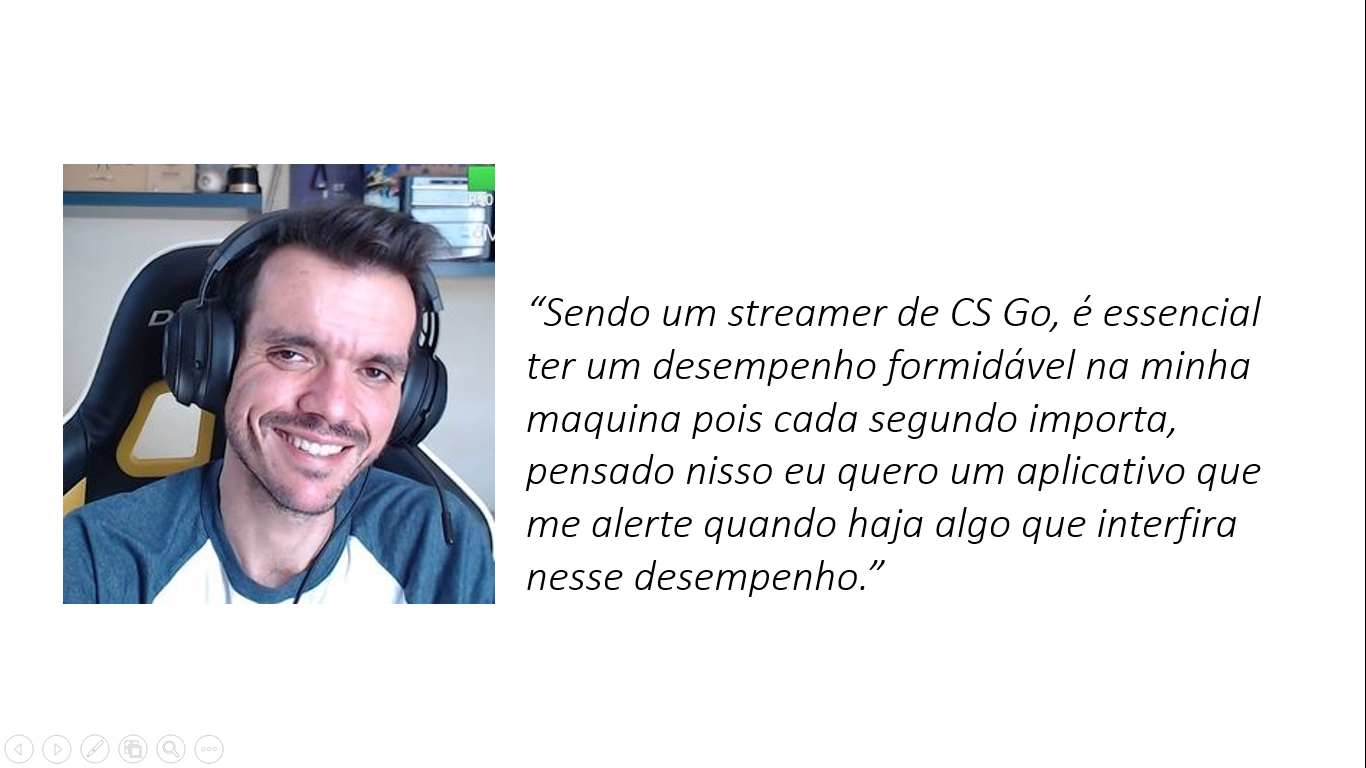 “Sendo um streamer de CS Go, é essencial
ter um desempenho formidável na minha
maquina pois cada segundo importa,
pensado nisso eu quero um aplicativo que
me alerte quando haja algo que interfira
nesse desempenho.”